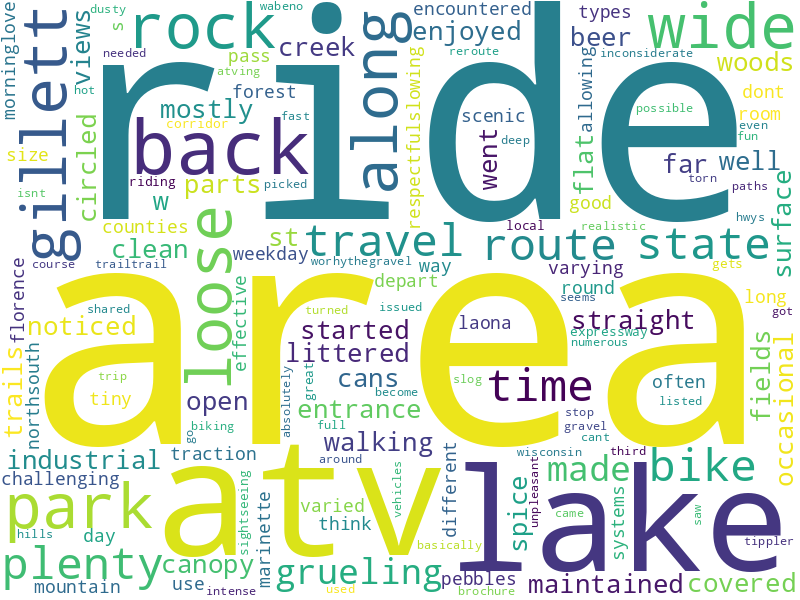 dusty
wabeno
encountered
types
wide
morninglove
s
views
rock
ride
pass
creek
along
enjoyed
beer
inconsiderate
woods
gillett
needed
atving
reroute
allowing
hot
forest
fast
dont
mostly
scenic
possible
room
corridor
respectfulslowing
deep
even
fun
size
circled
back
went
flat
far
well
isnt
riding
parts
picked
torn
paths
w
good
surface
counties
st
travel
local
realistic
hwys
route
state
clean
loose
weekday
florence
course
trailtrail
worhythegravel
way
varying
gets
area
effective
depart
round
seems
long
shared
turned
issued
laona
expressway
got
noticed
started
straight
numerous
trails
northsouth
littered
fields
occasional
trip
great
cans
time
slog
often
tiny
open
absolutely
become
listed
entrance
biking
full
stop
gravel
go
walking
cant
industrial
traction
around
different
wisconsin
third
made
bike
challenging
atv
lake
spice
unpleasant
park
varied
vehicles
came
systems
saw
hills
day
sightseeing
marinette
think
basically
tippler
plenty
canopy
grueling
pebbles
maintained
covered
mountain
use
intense
used
brochure